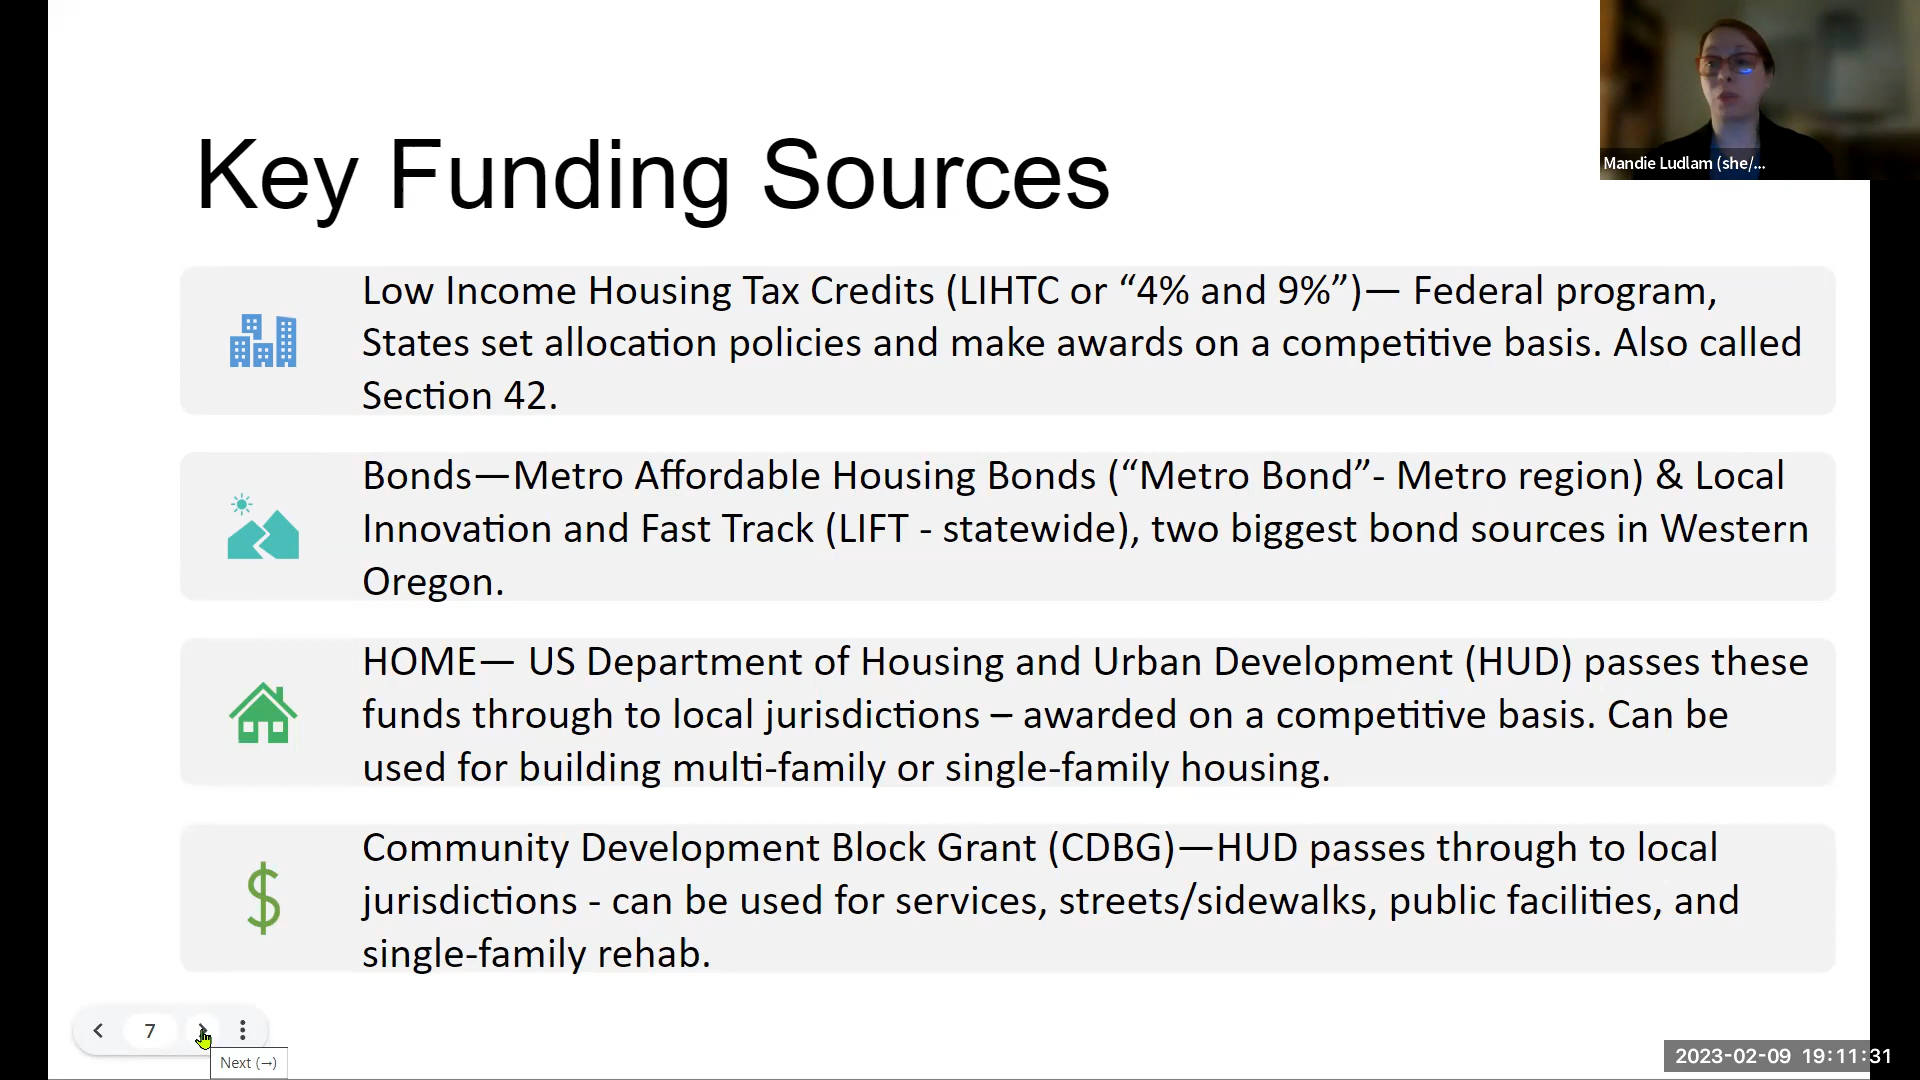 Mandie Ludlam (she/...
Key Funding Sources
Low Income Housing Tax Credits (LIHTC or “4% and 9%”)— Federal program,
States set allocation policies and make awards on a competitive basis. Also called
Section 42.
Bonds—Metro Affordable Housing Bonds (“Metro Bond”- Metro region) & Local
Innovation and Fast Track (LIFT - statewide), two biggest bond sources in Western
Oregon.
HOME— US Department of Housing and Urban Development (HUD) passes these
funds through to local jurisdictions – awarded on a competitive basis. Can be
used for building multi-family or single-family housing.
Community Development Block Grant (CDBG)—HUD passes through to local
jurisdictions - can be used for services, streets/sidewalks, public facilities, and
single-family rehab.
7
Next (→)
2023-02-09 19:11:31